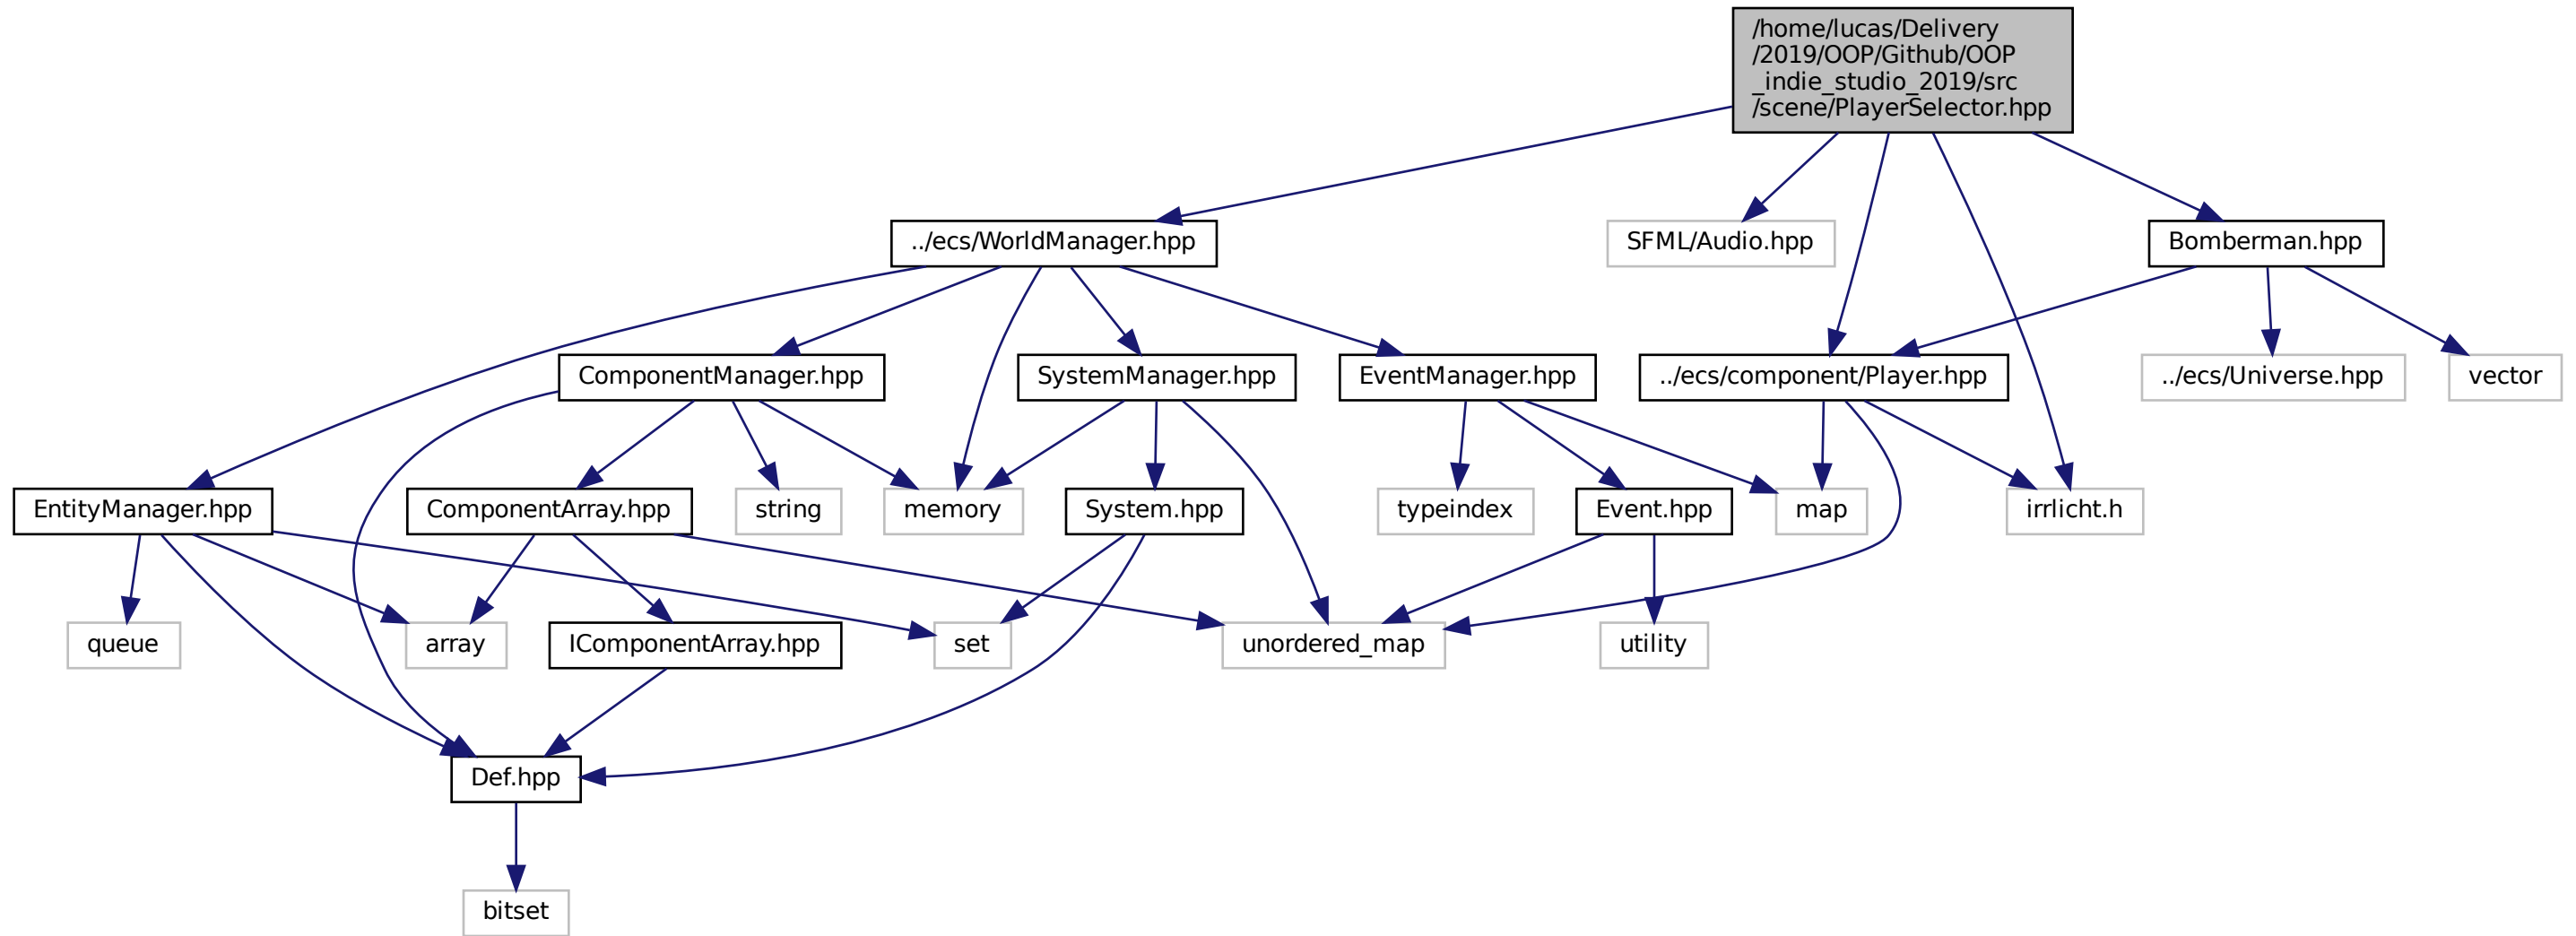 /home/lucas/Delivery
/2019/OOP/Github/OOP
_indie_studio_2019/src
/scene/PlayerSelector.hpp
../ecs/WorldManager.hpp
SFML/Audio.hpp
Bomberman.hpp
ComponentManager.hpp
SystemManager.hpp
EventManager.hpp
../ecs/component/Player.hpp
../ecs/Universe.hpp
vector
EntityManager.hpp
ComponentArray.hpp
string
memory
System.hpp
typeindex
Event.hpp
map
irrlicht.h
queue
array
IComponentArray.hpp
set
unordered_map
utility
Def.hpp
bitset